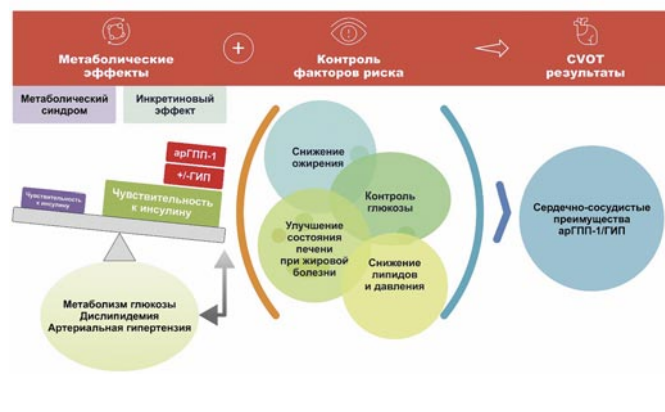 Метаболические
эффекты
Контроль
факторов риска
CVOT
результаты
Метаболический
синдром
Инкретиновый
эффект
арГПП-1
+/-ГИП
Чувствительность
к инсулину
Чувствительность
к инсулину
Метаболизм глюкозы
Дислипидемия
Артериальная гипертензия
Снижение
ожирения
Контроль
глюкозы
Улучшение
состояния
печени
при жировой
болезни
Снижение
липидов
и давления
Сердечно-сосудистые
преимущества
арГПП-1/ГИП